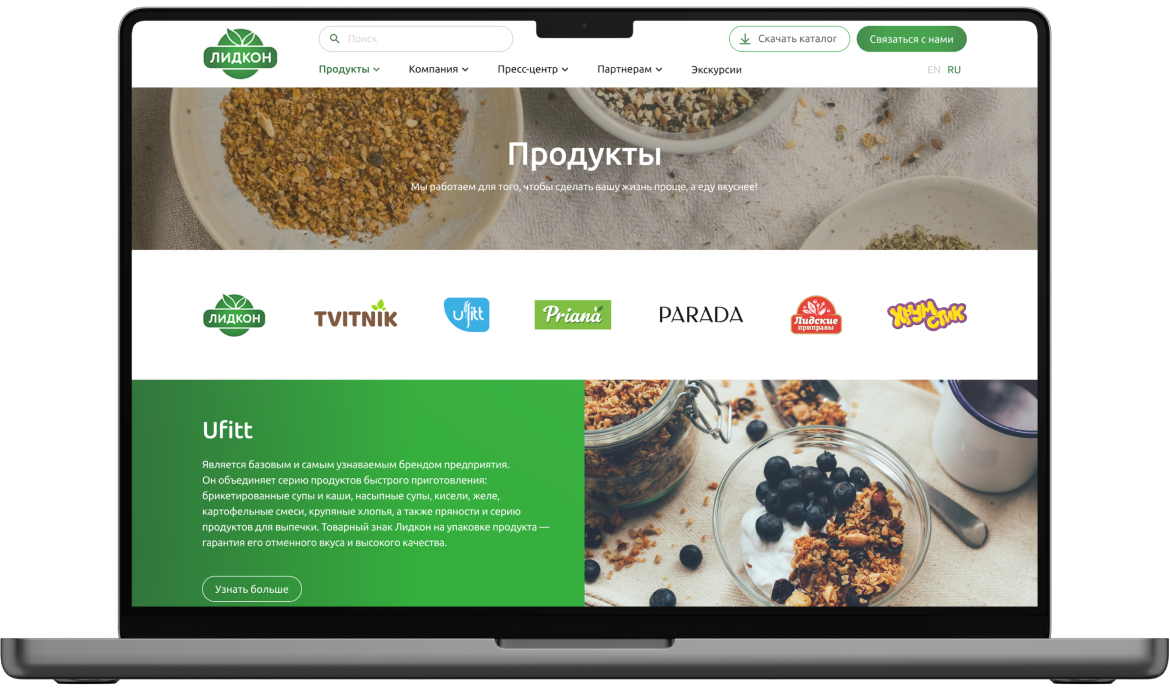 ЛИДКОН
Поиск
Скачать каталог
Связаться с нами
Продукты
Компания
Пресс-центр
Партнерам
Экскурсии
EN RU
Продукты
Мы работаем для того, чтобы сделать вашу жизнь проще, а еду вкуснее!
ЛИДКОН
TVITNIK
Ufitt
Priana
PARADA
Лидские
приправы
ХРУМ
СТИК
Ufitt
Является базовым и самым узнаваемым брендом предприятия.
Он объединяет серию продуктов быстрого приготовления:
брикетированные супы и каши, насыпные супы, кисели, желе,
картофельные смеси, крупяные хлопья, а также пряности и серию
продуктов для выпечки. Товарный знак Лидкон на упаковке продукта —
гарантия его отменного вкуса и высокого качества.
Узнать больше